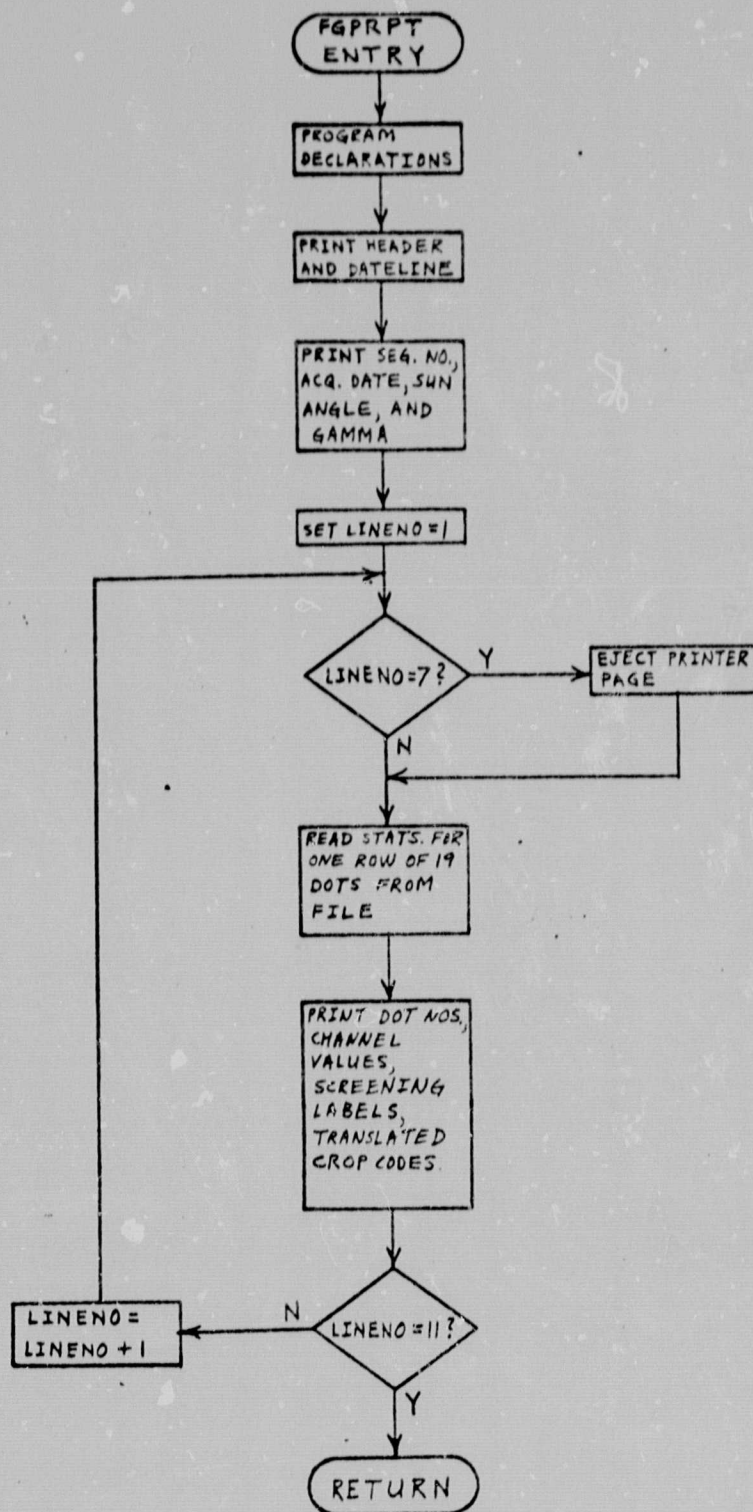 FGPRPT
ENTRY
PROGRAM
DECLARATIONS
PRINT HEADER
AND DATELINE
PRINT SEG. NO.,
ACQ. DATE, SUN
ANGLE, AND
GAMMA
SET LINENO=1
LINENO=7?
Y
EJECT PRINTER
PAGE
N
READ STATS. FOR
ONE ROW OF 19
DOTS FROM
FILE
PRINT DOT NOS.,
CHANNEL
VALUES,
SCREENING
LABELS,
TRANSLATED
CROP CODES.
LINENO=11?
N
LINENO=
LINENO+1
Y
RETURN